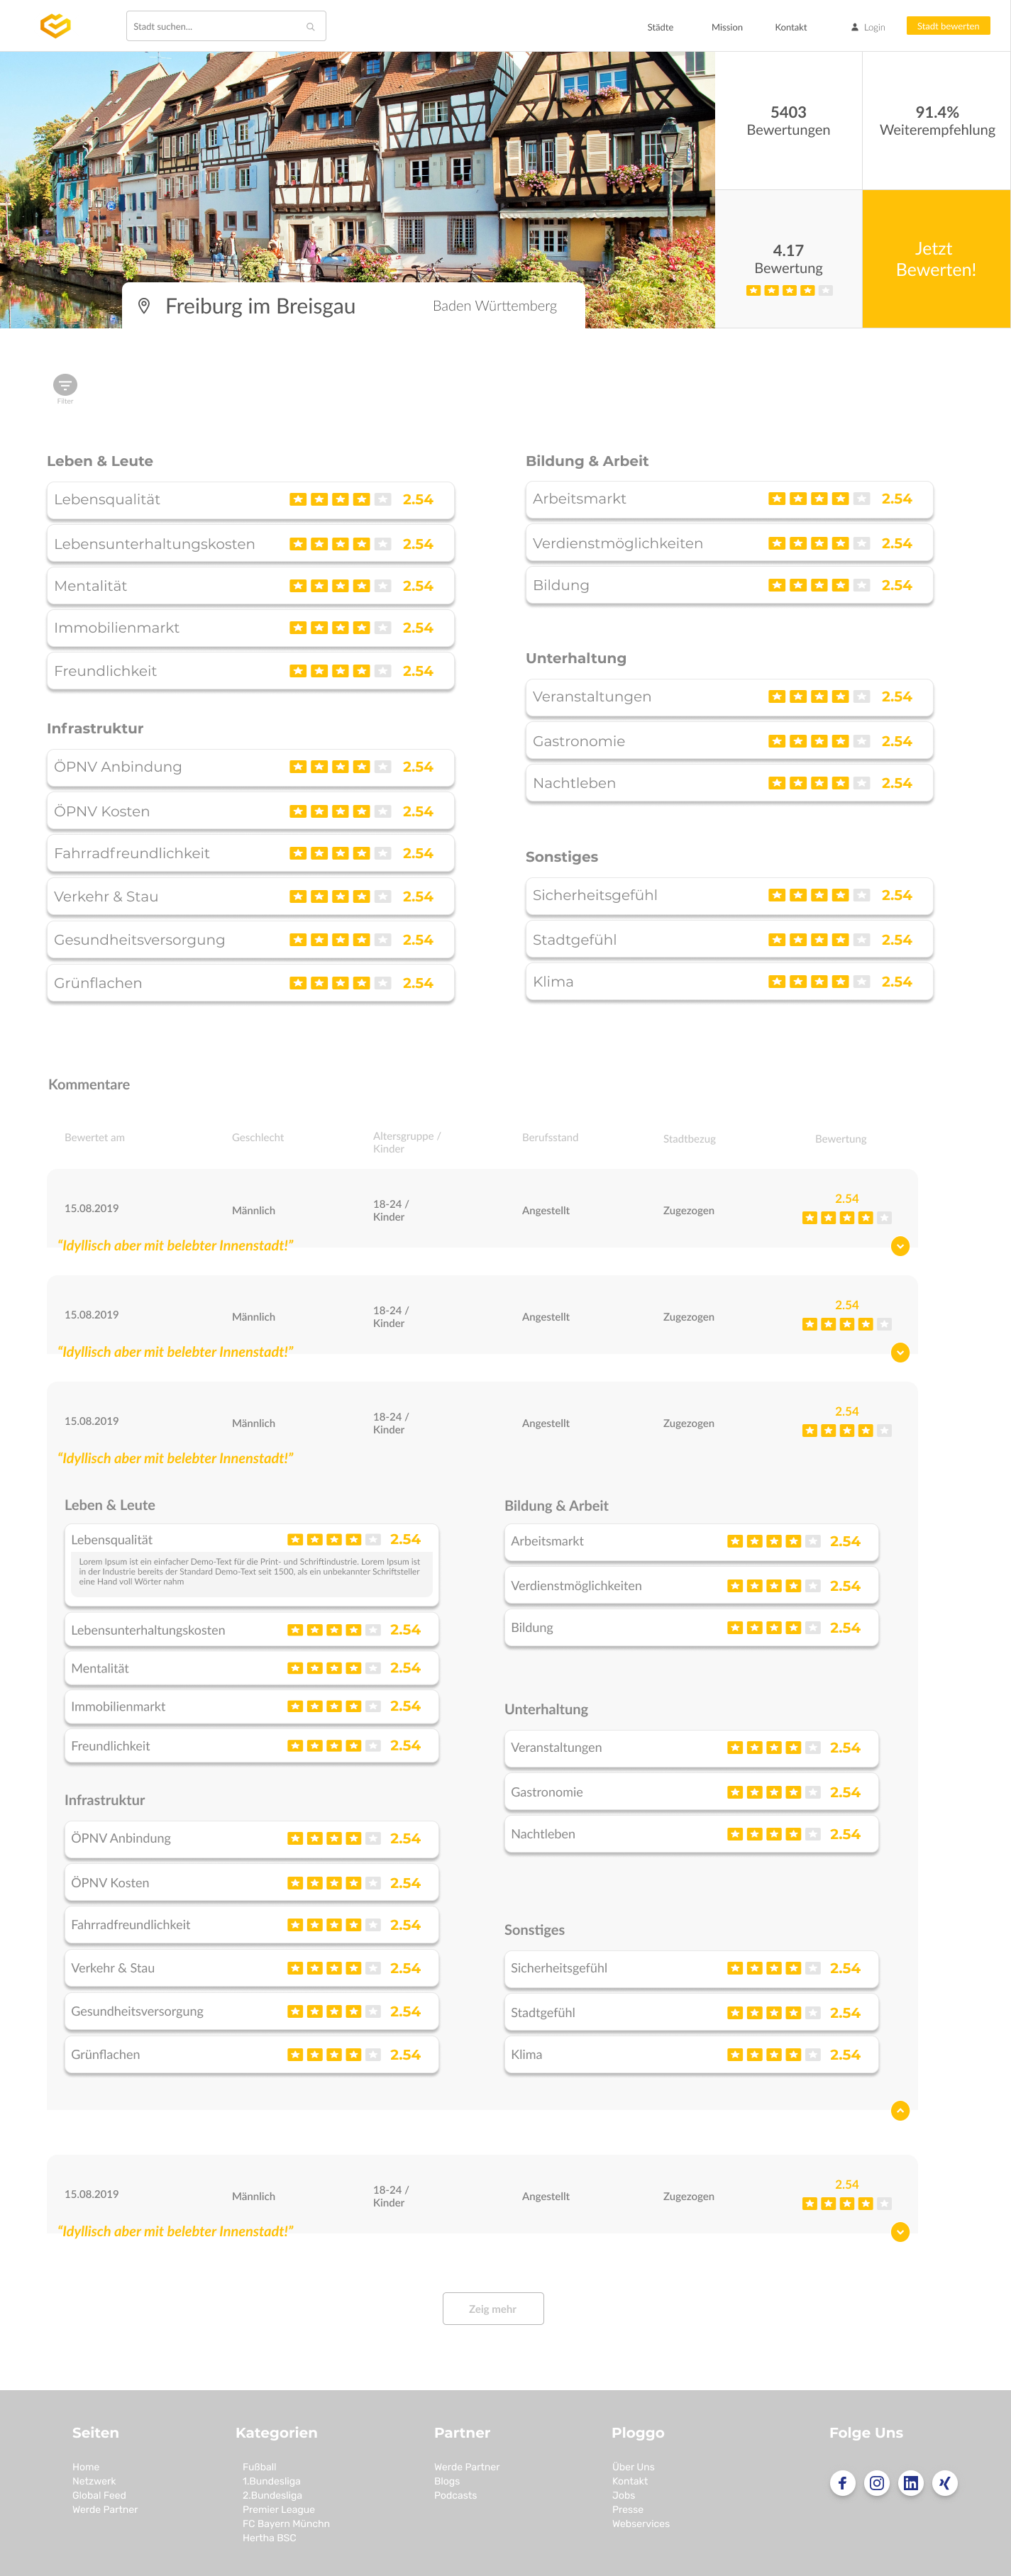 Stadt suchen...
Städte
Mission
Kontakt
Login
Stadt bewerten
5403
Bewertungen
91.4%
Weiterempfehlung
4.17
Bewertung
Jetzt
Bewerten!
Freiburg im Breisgau
Baden Württemberg
Filter
Leben & Leute
Lebensqualität 2.54
Lebensunterhaltungskosten 2.54
Mentalität 2.54
Immobilienmarkt 2.54
Freundlichkeit 2.54
Infrastruktur
ÖPNV Anbindung 2.54
ÖPNV Kosten 2.54
Fahrradfreundlichkeit 2.54
Verkehr & Stau 2.54
Gesundheitsversorgung 2.54
Grünflachen 2.54
Bildung & Arbeit
Arbeitsmarkt 2.54
Verdienstmöglichkeiten 2.54
Bildung 2.54
Unterhaltung
Veranstaltungen 2.54
Gastronomie 2.54
Nachtleben 2.54
Sonstiges
Sicherheitsgefühl 2.54
Stadtgefühl 2.54
Klima 2.54
Kommentare
Bewertet am
Geschlecht
Altersgruppe /
Kinder
Berufsstand
Stadtbezug
Bewertung
15.08.2019
Männlich
18-24 /
Kinder
Angestellt
Zugezogen
2.54
"Idyllisch aber mit belebter Innenstadt!"
15.08.2019
Männlich
18-24 /
Kinder
Angestellt
Zugezogen
2.54
"Idyllisch aber mit belebter Innenstadt!"
15.08.2019
Männlich
18-24 /
Kinder
Angestellt
Zugezogen
2.54
"Idyllisch aber mit belebter Innenstadt!"
Leben & Leute
Lebensqualität 2.54
Lorem Ipsum ist ein einfacher Demo-Text für die Print- und Schriftindustrie. Lorem Ipsum ist
in der Industrie bereits der Standard Demo-Text seit 1500, als ein unbekannter Schriftsteller
eine Hand voll Wörter nahm
Lebensunterhaltungskosten 2.54
Mentalität 2.54
Immobilienmarkt 2.54
Freundlichkeit 2.54
Infrastruktur
ÖPNV Anbindung 2.54
ÖPNV Kosten 2.54
Fahrradfreundlichkeit 2.54
Verkehr & Stau 2.54
Gesundheitsversorgung 2.54
Grünflachen 2.54
Bildung & Arbeit
Arbeitsmarkt 2.54
Verdienstmöglichkeiten 2.54
Bildung 2.54
Unterhaltung
Veranstaltungen 2.54
Gastronomie 2.54
Nachtleben 2.54
Sonstiges
Sicherheitsgefühl 2.54
Stadtgefühl 2.54
Klima 2.54
15.08.2019
Männlich
18-24 /
Kinder
Angestellt
Zugezogen
2.54
"Idyllisch aber mit belebter Innenstadt!"
Zeig mehr
Seiten
Home
Netzwerk
Global Feed
Werde Partner
Kategorien
Fußball
1.Bundesliga
2.Bundesliga
Premier League
FC Bayern Münchn
Hertha BSC
Partner
Werde Partner
Blogs
Podcasts
Ploggo
Über Uns
Kontakt
Jobs
Presse
Webservices
Folge Uns